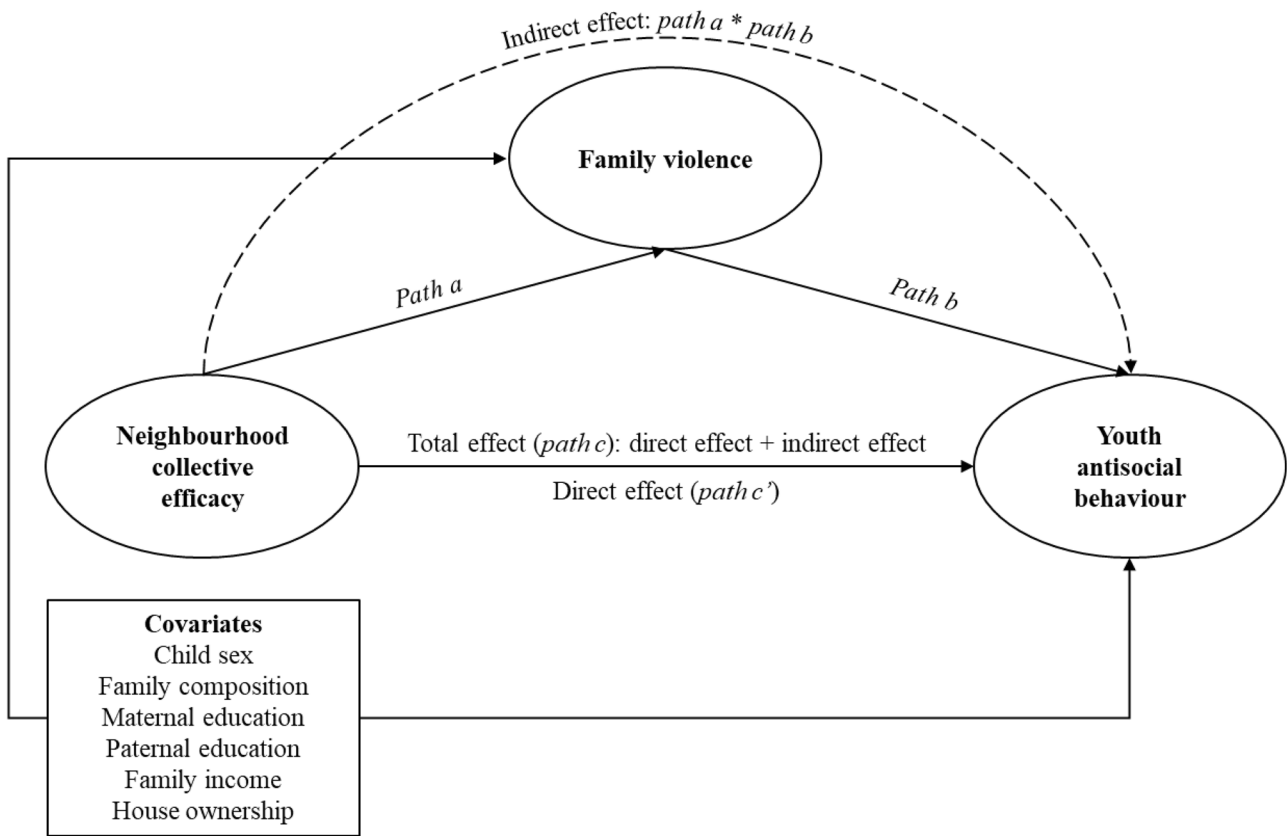 Indirect effect: path a * path b
Family violence
Path a
Path b
Neighbourhood
collective
efficacy
Total effect (path c): direct effect + indirect effect
Direct effect (path c’)
Youth
antisocial
behaviour
Covariates
Child sex
Family composition
Maternal education
Paternal education
Family income
House ownership